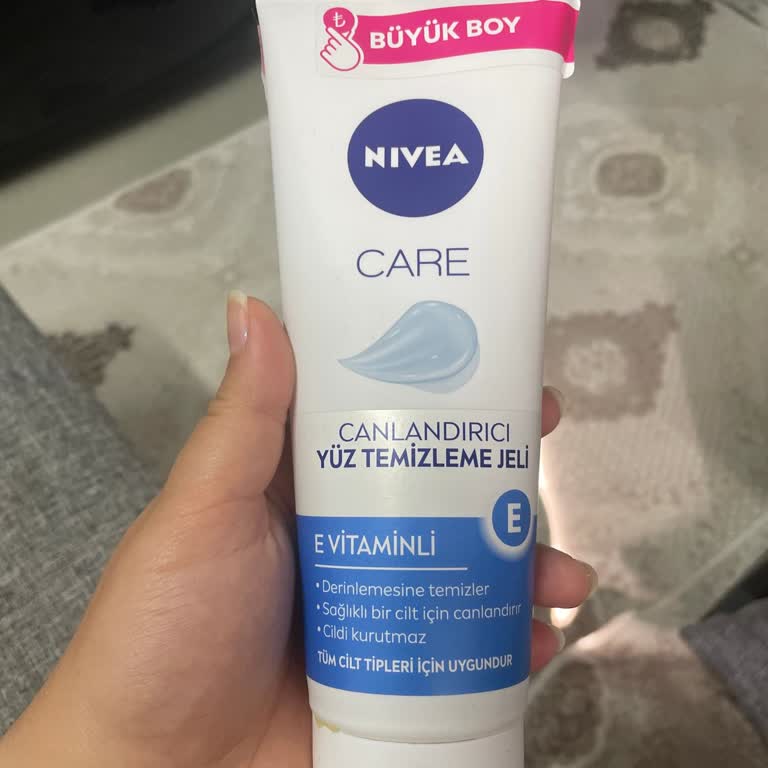 ₺
BÜYÜK BOY
NIVEA
CARE
CANLANDIRICI
YÜZ TEMİZLEME JELİ
E
E VİTAMİNLİ
• Derinlemesine temizler
• Sağlıklı bir cilt için canlandırır
• Cildi kurutmaz
TÜM CİLT TİPLERİ İÇİN UYGUNDUR